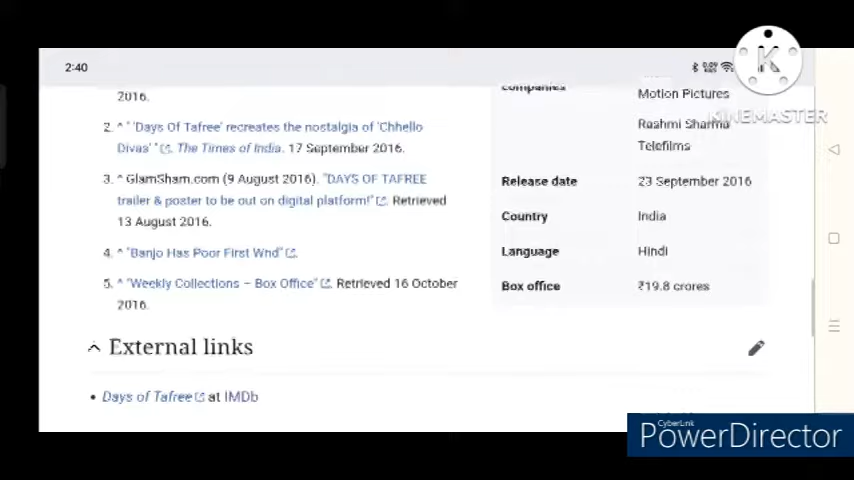 2:40
KINEMASTER
2016.
2. ^ "'Days Of Tafree' recreates the nostalgia of 'Chhello
Divas' ". The Times of India. 17 September 2016.
3. ^ GlamSham.com (9 August 2016). "DAYS OF TAFREE
trailer & poster to be out on digital platform!". Retrieved
13 August 2016.
4. ^ "Banjo Has Poor First Wnd".
5. ^ "Weekly Collections – Box Office". Retrieved 16 October
2016.
companies
Motion Pictures
Rashmi Sharma
Telefilms
Release date 23 September 2016
Country India
Language Hindi
Box office ₹19.8 crores
External links
• Days of Tafree at IMDb
CyberLink
PowerDirector